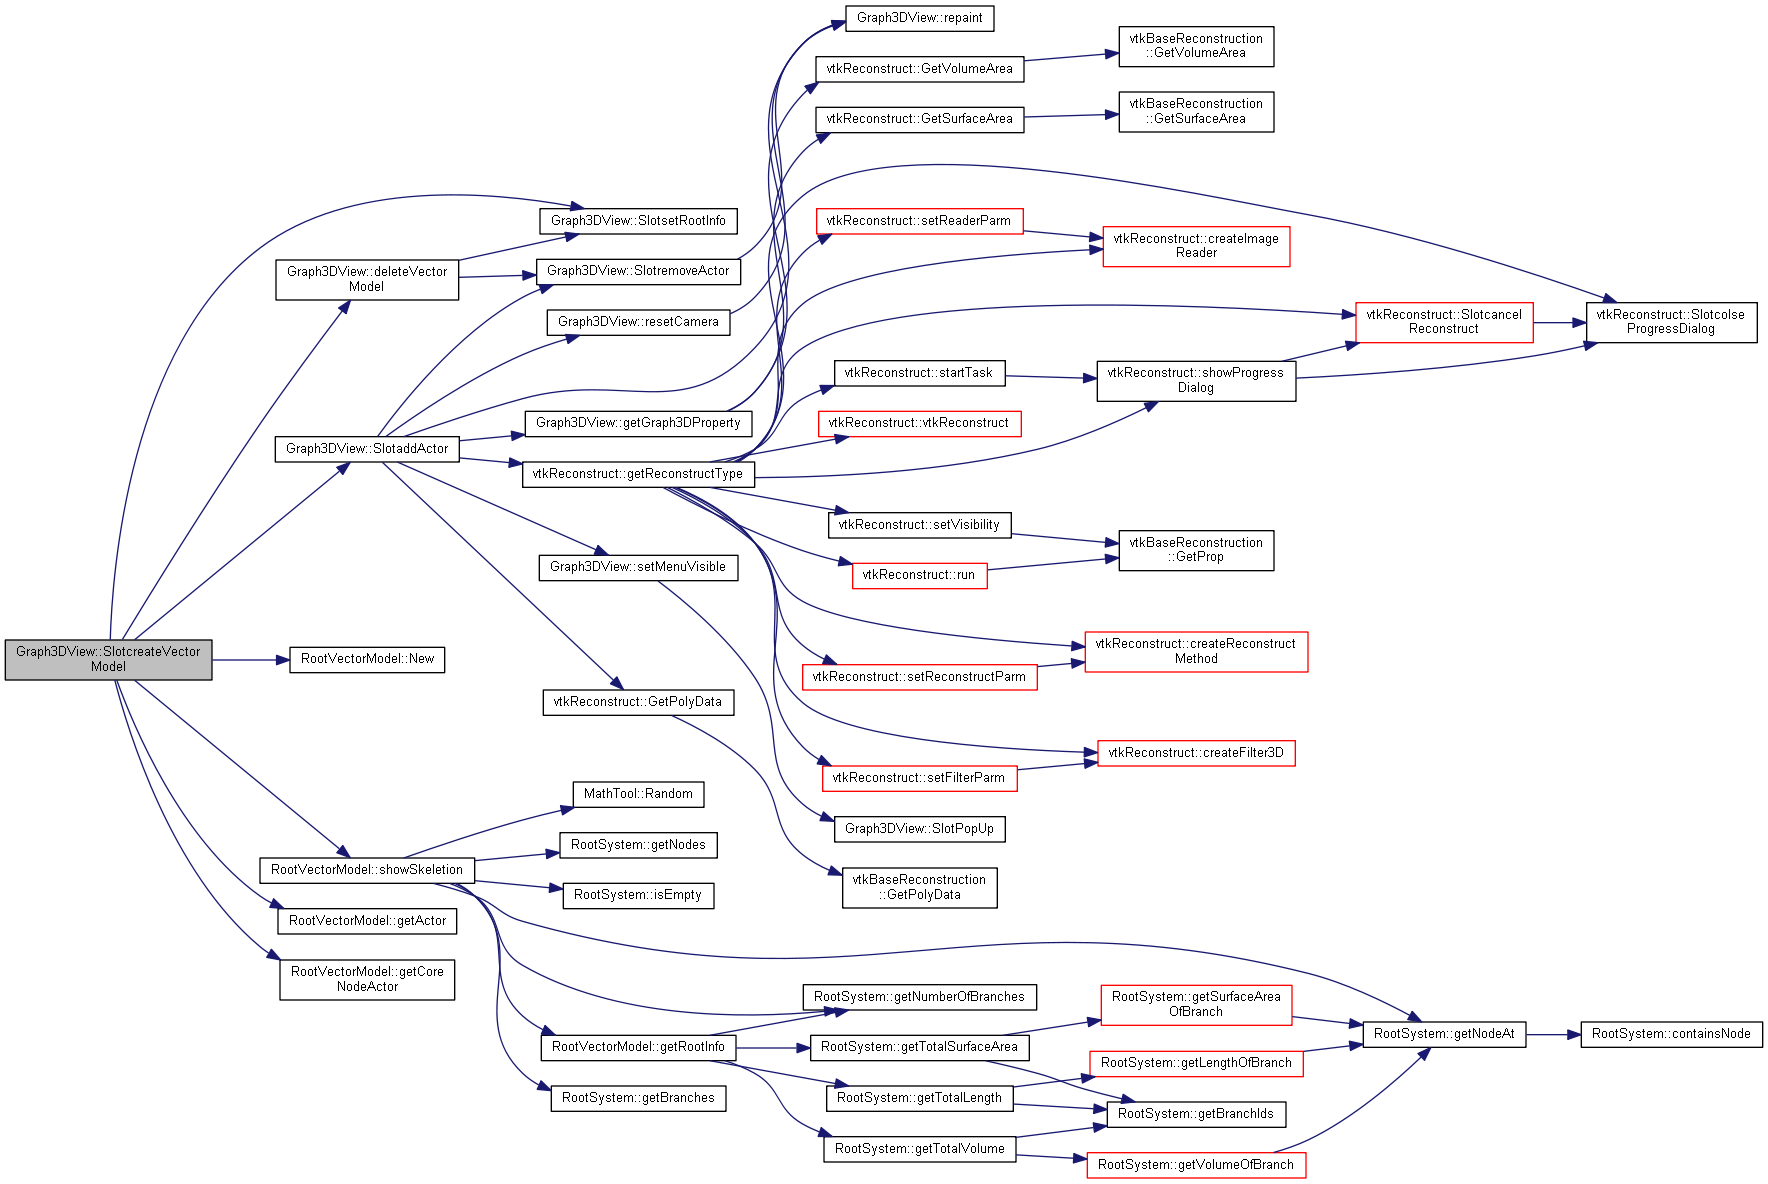 Graph3DView::repaint
vtkReconstruct::GetVolumeArea
vtkBaseReconstruction
::GetVolumeArea
vtkReconstruct::GetSurfaceArea
vtkBaseReconstruction
::GetSurfaceArea
Graph3DView::SlotsetRootInfo
Graph3DView::deleteVector
Model
Graph3DView::SlotremoveActor
vtkReconstruct::setReaderParm
vtkReconstruct::createImage
Reader
Graph3DView::resetCamera
vtkReconstruct::Slotcancel
Reconstruct
vtkReconstruct::Slotcolse
ProgressDialog
vtkReconstruct::startTask
vtkReconstruct::showProgress
Dialog
Graph3DView::getGraph3DProperty
vtkReconstruct::vtkReconstruct
Graph3DView::SlotaddActor
vtkReconstruct::getReconstructType
vtkReconstruct::setVisibility
vtkBaseReconstruction
::GetProp
Graph3DView::setMenuVisible
vtkReconstruct::run
Graph3DView::SlotcreateVector
Model
RootVectorModel::New
vtkReconstruct::createReconstruct
Method
vtkReconstruct::setReconstructParm
vtkReconstruct::GetPolyData
vtkReconstruct::createFilter3D
vtkReconstruct::setFilterParm
MathTool::Random
Graph3DView::SlotPopUp
RootSystem::getNodes
RootVectorModel::showSkeletion
RootSystem::isEmpty
vtkBaseReconstruction
::GetPolyData
RootVectorModel::getActor
RootVectorModel::getCore
NodeActor
RootSystem::getNumberOfBranches
RootSystem::getSurfaceArea
OfBranch
RootVectorModel::getRootInfo
RootSystem::getTotalSurfaceArea
RootSystem::getNodeAt
RootSystem::containsNode
RootSystem::getLengthOfBranch
RootSystem::getBranches
RootSystem::getTotalLength
RootSystem::getBranchIds
RootSystem::getTotalVolume
RootSystem::getVolumeOfBranch